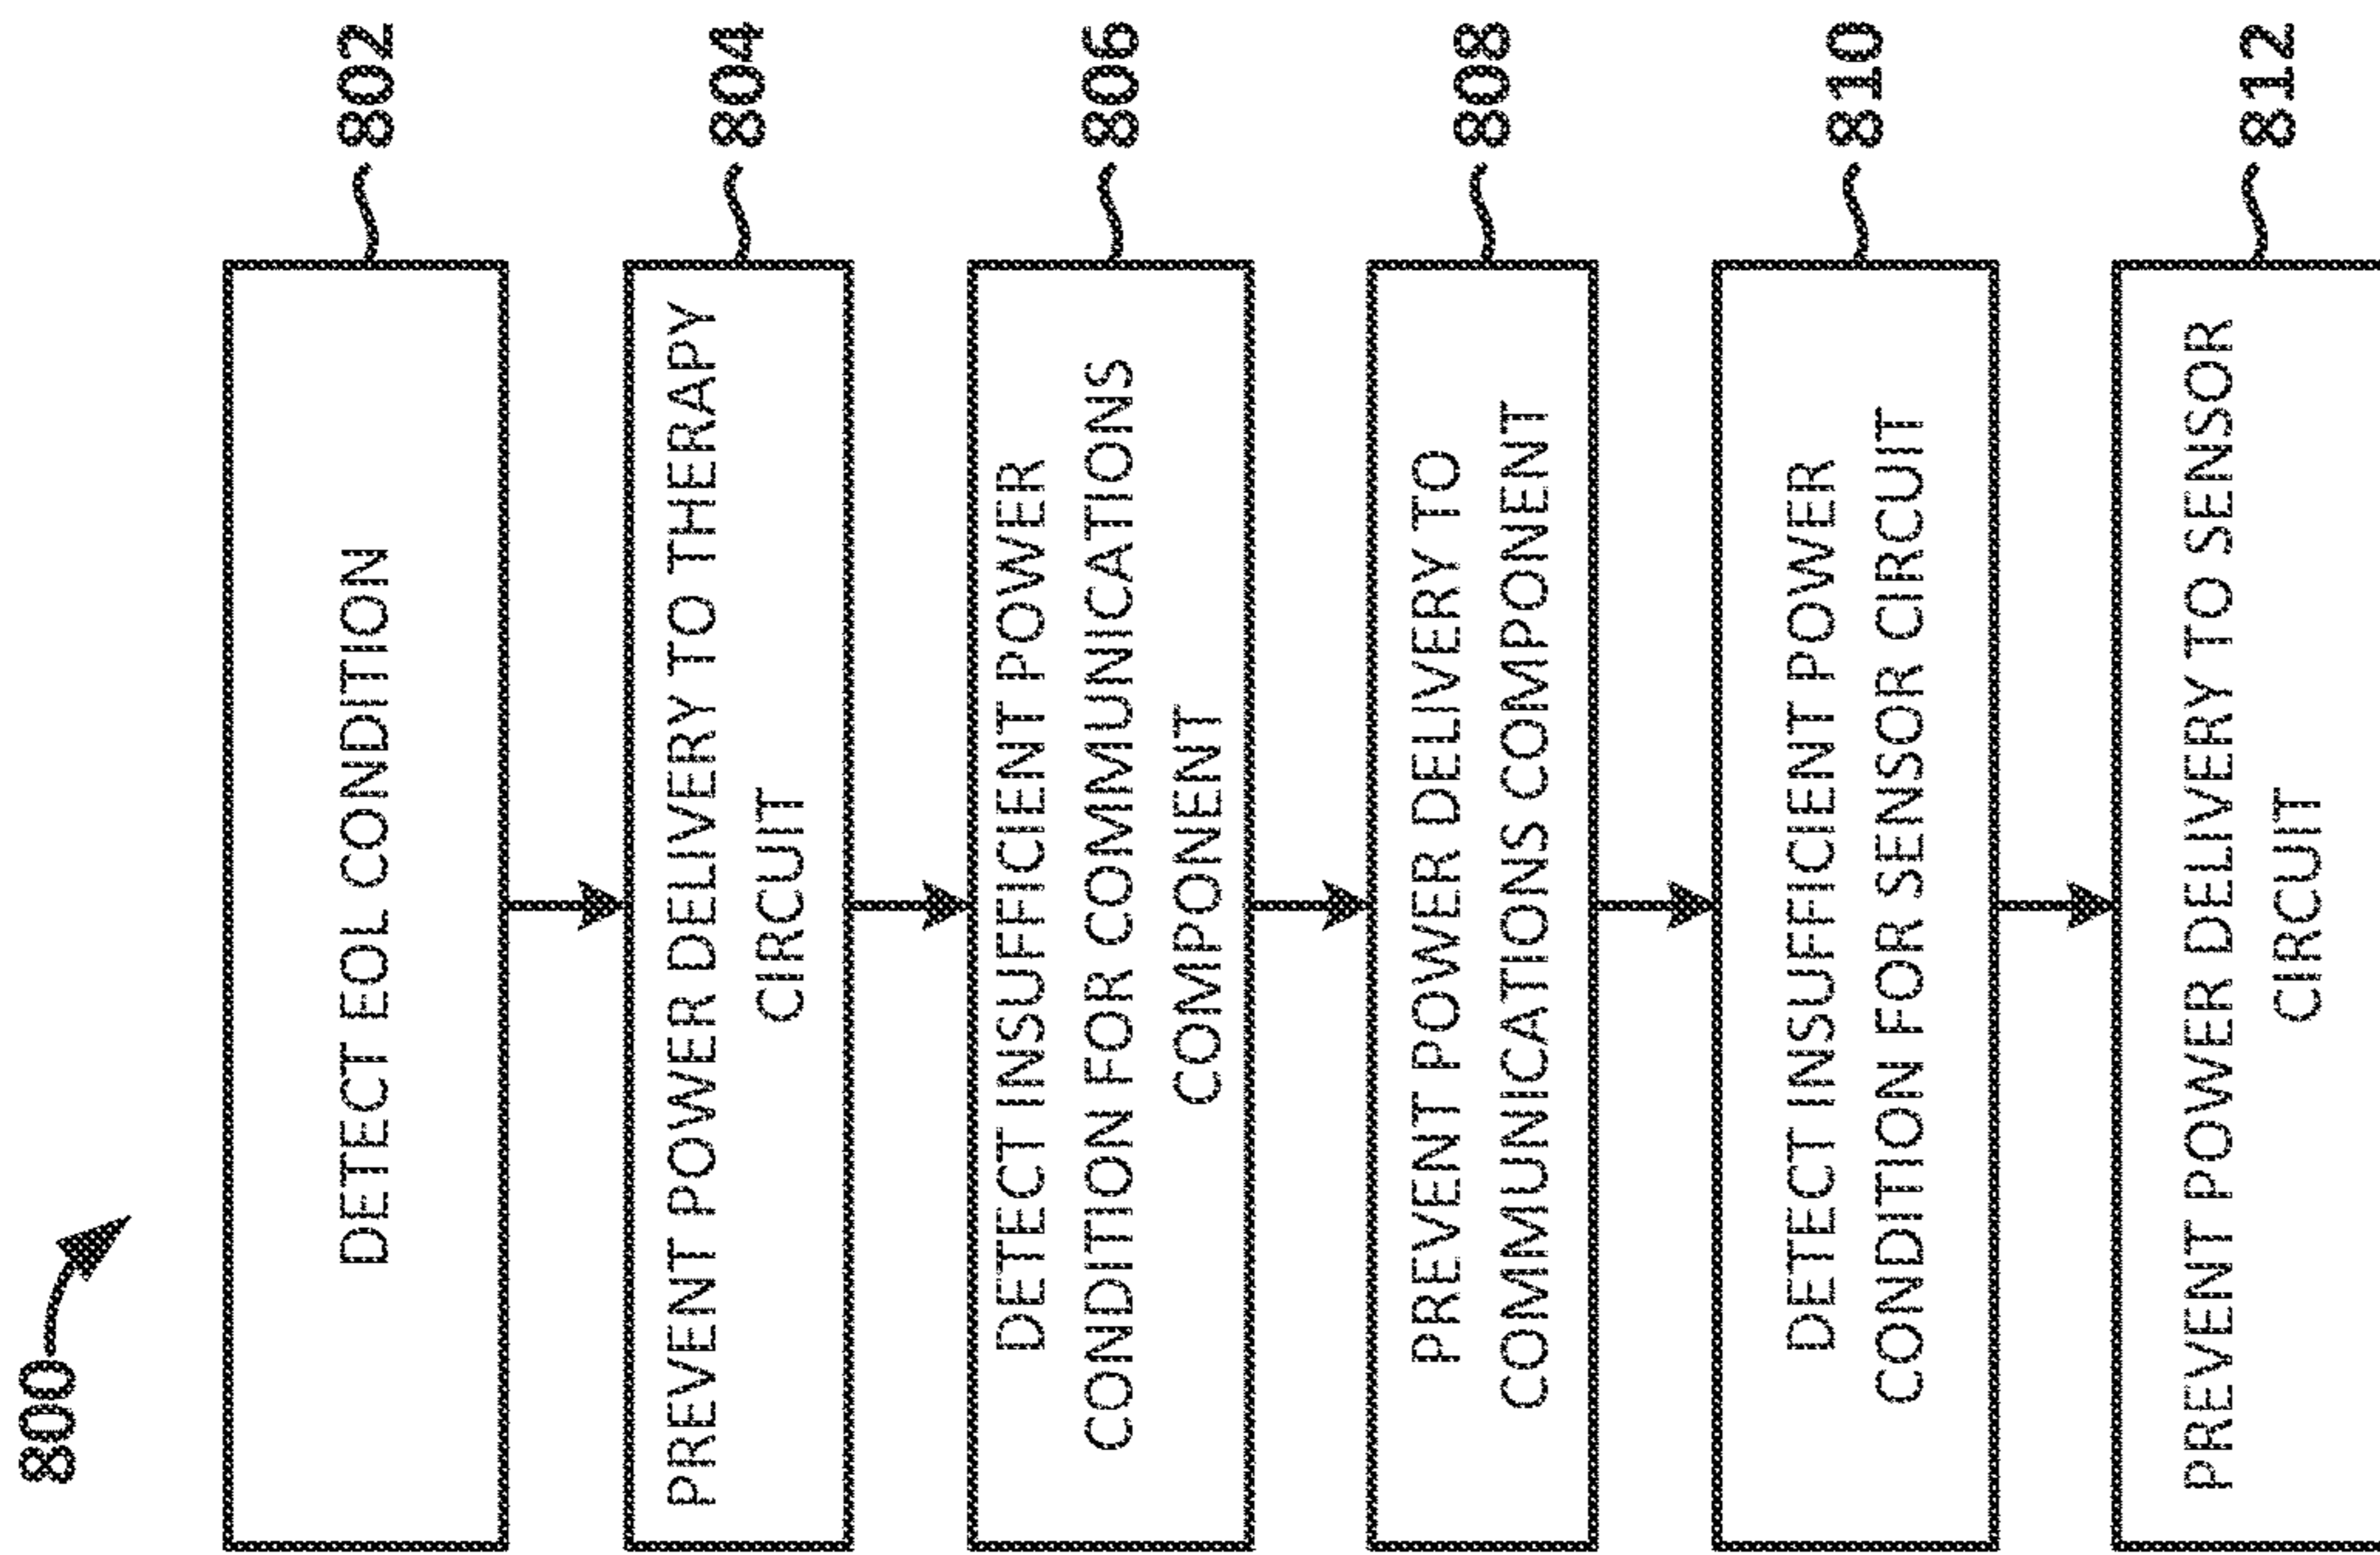 800
DETECT EOL CONDITION
802
PREVENT POWER DELIVERY TO THERAPY
CIRCUIT
804
DETECT INSUFFICIENT POWER
CONDITION FOR COMMUNICATIONS
COMPONENT
806
PREVENT POWER DELIVERY TO
COMMUNICATIONS COMPONENT
808
DETECT INSUFFICIENT POWER
CONDITION FOR SENSOR CIRCUIT
810
PREVENT POWER DELIVERY TO SENSOR
CIRCUIT
812